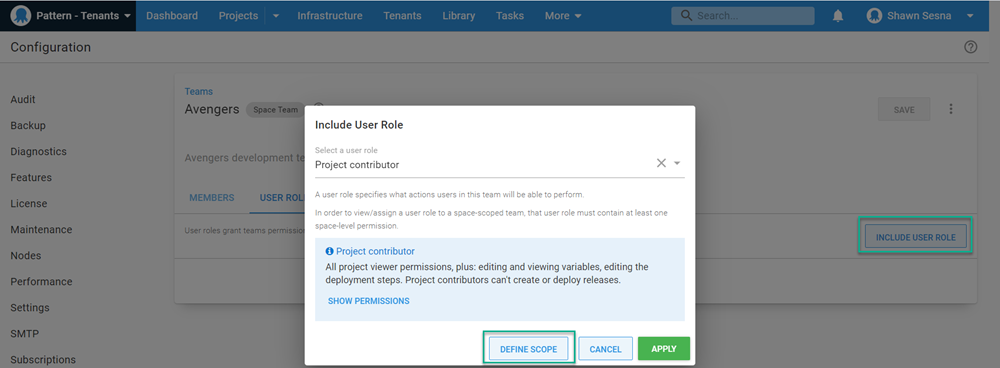 Pattern - Tenants Dashboard Projects Infrastructure Tenants Library Tasks More Search... Shawn Sesna
Configuration
Audit
Backup
Diagnostics
Features
License
Maintenance
Nodes
Performance
Settings
SMTP
Subscriptions
Teams
Avengers Space Team
SAVE
Avengers development te
MEMBERS USER ROL
User roles grant teams permission
INCLUDE USER ROLE
Include User Role
Select a user role
Project contributor
A user role specifies what actions users in this team will be able to perform.
In order to view/assign a user role to a space-scoped team, that user role must contain at least one
space-level permission.
Project contributor
All project viewer permissions, plus: editing and viewing variables, editing the
deployment steps. Project contributors can't create or deploy releases.
SHOW PERMISSIONS
DEFINE SCOPE CANCEL APPLY